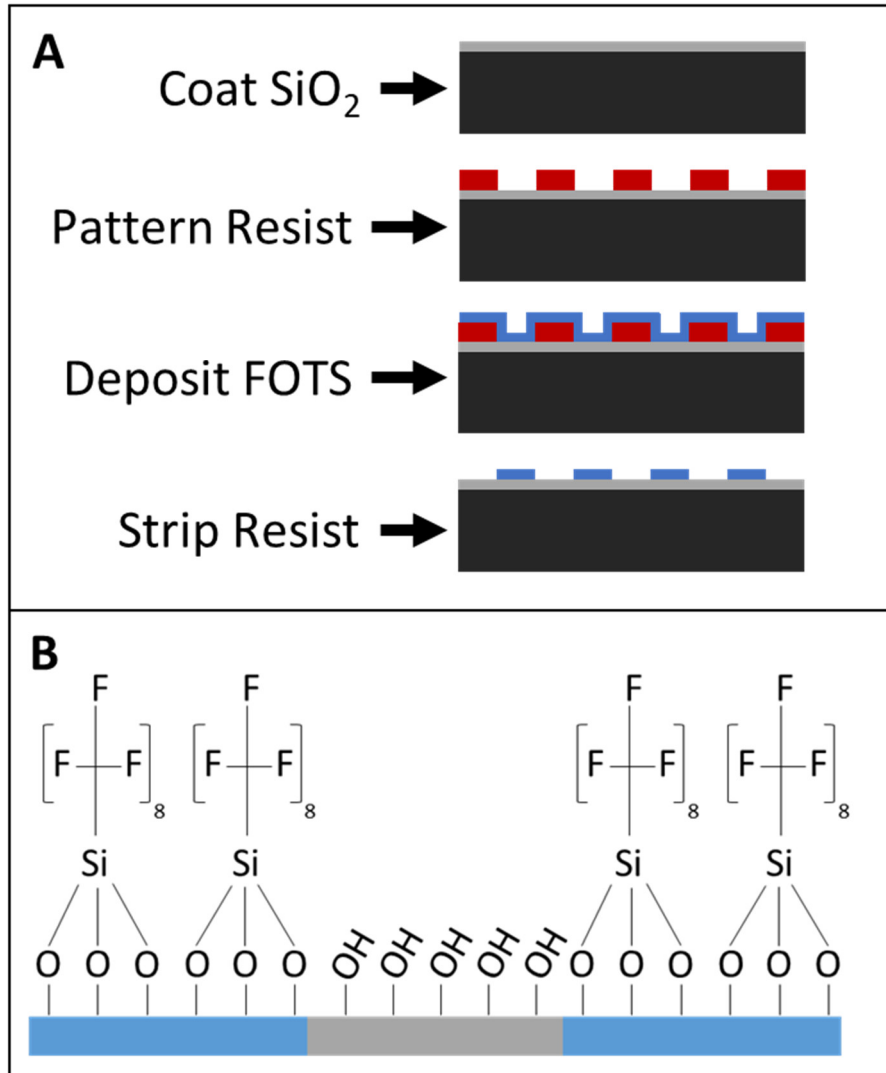 A
Coat SiO₂
Pattern Resist
Deposit FOTS
Strip Resist
B
F F F F
F F F F F F F F
8 8 8 8
Si Si Si Si
O O O O O O OH OH OH OH OH O O O O O O